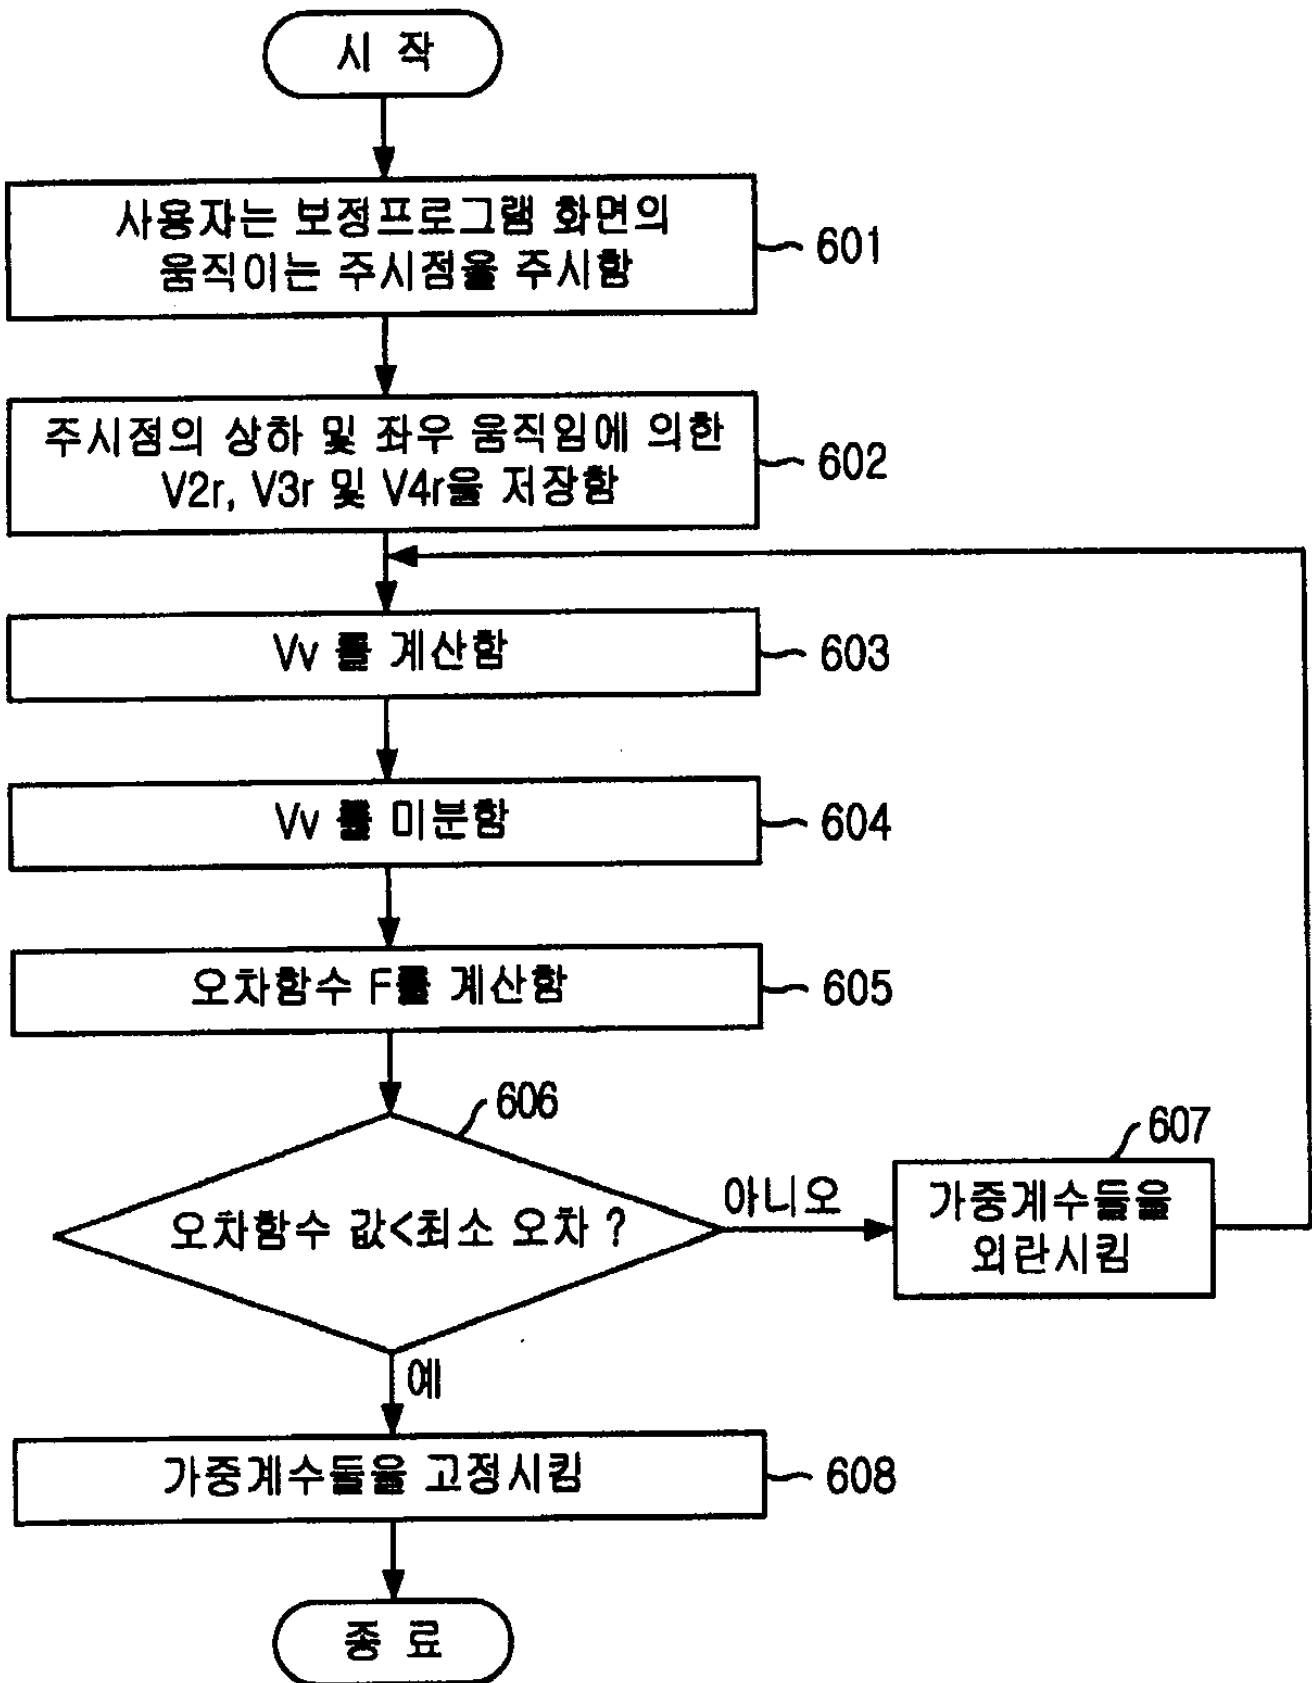 시 작
사용자는 보정프로그램 화면의
움직이는 주시점을 주시함
601
주시점의 상하 및 좌우 움직임에 의한
V2r, V3r 및 V4r을 저장함
602
Vv 를 계산함
603
Vv 를 미분함
604
오차함수 F를 계산함
605
606
오차함수 값<최소 오차 ?
아니오
607
가중계수들을
외란시킴
예
가중계수들을 고정시킴
608
종 료